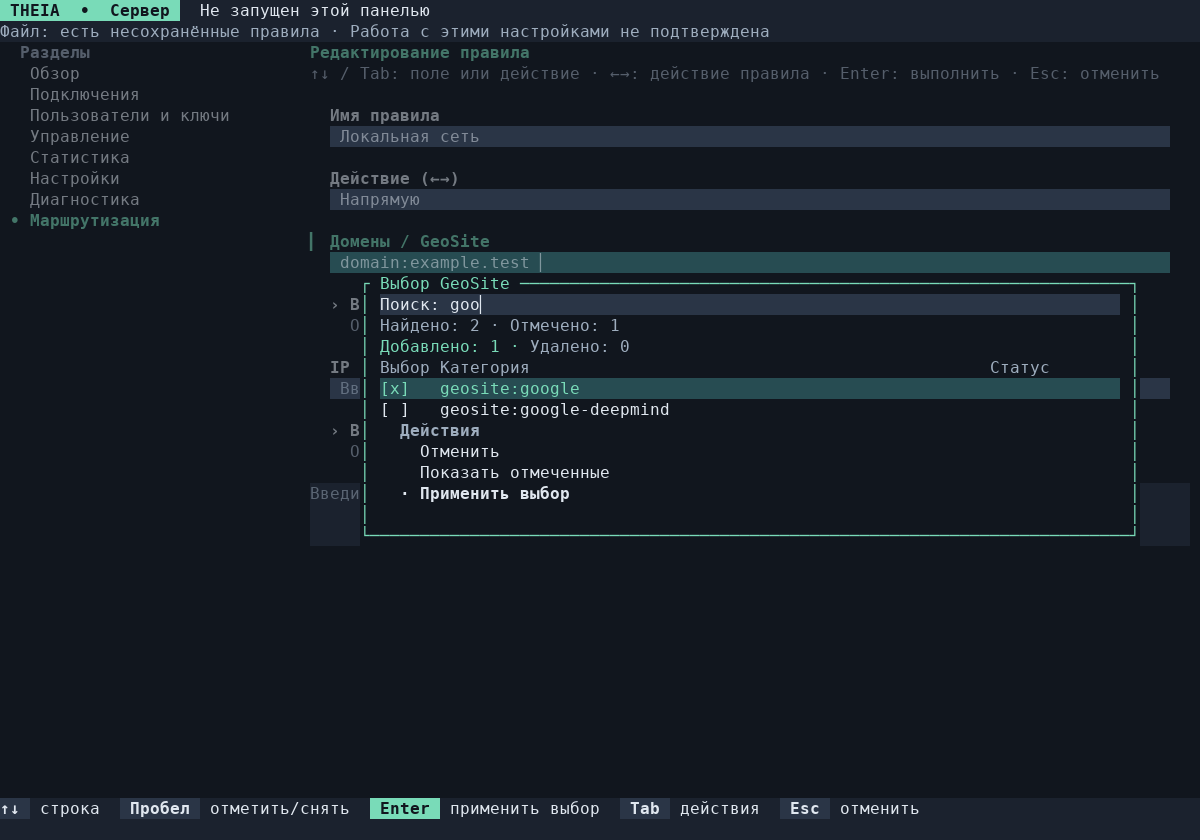 THEIA • Сервер Не запущен этой панелью
Файл: есть несохранённые правила · Работа с этими настройками не подтверждена
Разделы
Обзор
Подключения
Пользователи и ключи
Управление
Статистика
Настройки
Диагностика
• Маршрутизация
Редактирование правила
↑↓ / Tab: поле или действие · ←→: действие правила · Enter: выполнить · Esc: отменить
Имя правила
Локальная сеть
Действие (←→)
Напрямую
Домены / GeoSite
domain:example.test
Выбор GeoSite
› В
Поиск: goo
О
Найдено: 2 · Отмечено: 1
Добавлено: 1 · Удалено: 0
IP
Выбор Категория Статус
Вв
[x] geosite:google
[ ] geosite:google-deepmind
› В
Действия
О
Отменить
Показать отмеченные
Введи
· Применить выбор
↑↓ строка Пробел отметить/снять Enter применить выбор Tab действия Esc отменить